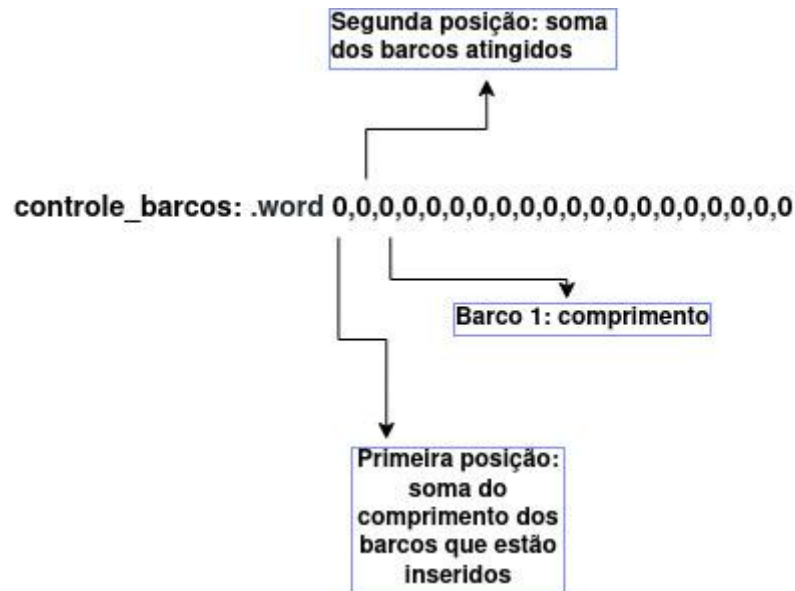 Segunda posição: soma
dos barcos atingidos
controle_barcos: .word 0,0,0,0,0,0,0,0,0,0,0,0,0,0,0,0,0,0,0,0
Barco 1: comprimento
Primeira posição:
soma do
comprimento dos
barcos que estão
inseridos